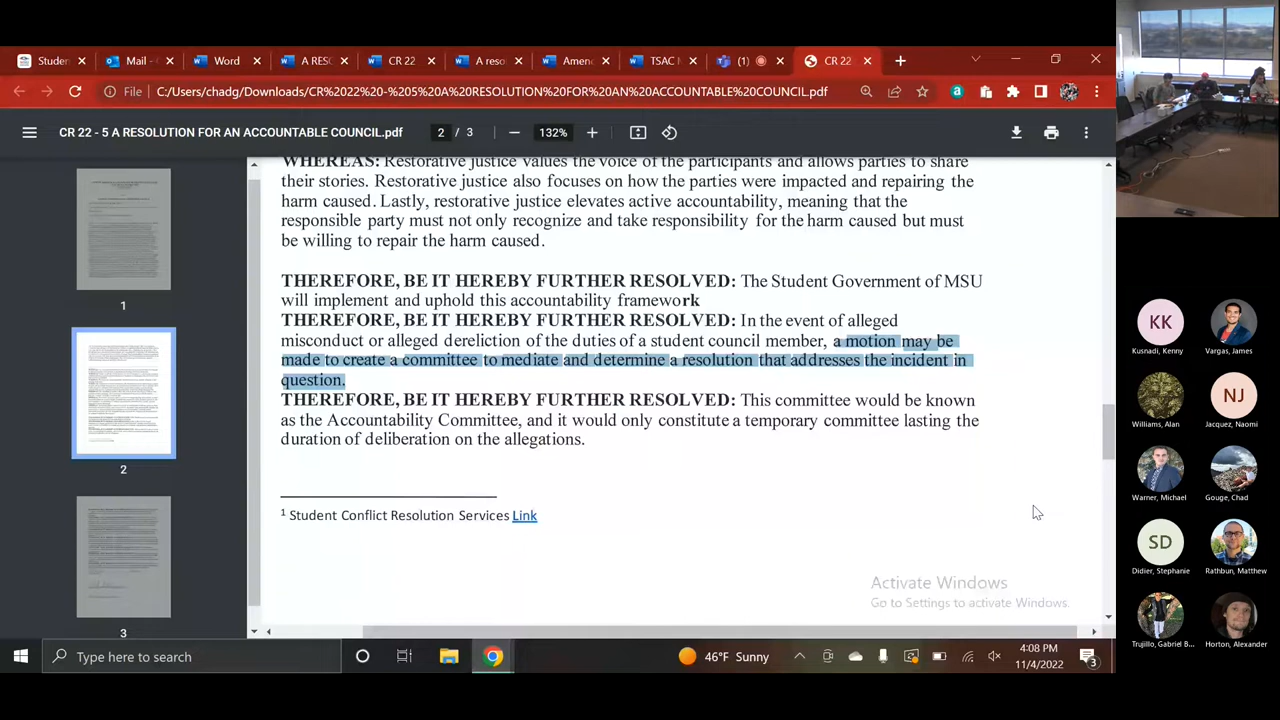 Studen
Mail -
Word
A RESC
CR 22
A reso
Amen
TSAC M
(1)
CR 22
File
C:/Users/chadg/Downloads/CR%2022%20-%205%20A%20RESOLUTION%20FOR%20AN%20ACCOUNTABLE%20COUNCIL.pdf
CR 22 - 5 A RESOLUTION FOR AN ACCOUNTABLE COUNCIL.pdf
2 / 3
132%
WHEREAS: Restorative justice values the voice of the participants and allows parties to share
their stories. Restorative justice also focuses on how the parties were impacted and repairing the
harm caused. Lastly, restorative justice elevates active accountability, meaning that the
responsible party must not only recognize and take responsibility for the harm caused but must
be willing to repair the harm caused.
THEREFORE, BE IT HEREBY FURTHER RESOLVED: The Student Government of MSU
will implement and uphold this accountability framework
THEREFORE, BE IT HEREBY FURTHER RESOLVED: In the event of alleged
misconduct or alleged dereliction of the duties of a student council member, a motion may be
made to create a committee to mediate and determine a resolution that addresses the incident in
question.
THEREFORE, BE IT HEREBY FURTHER RESOLVED: This committee would be known
as the Accountability Committee, and it would only constitute a temporary committee lasting the
duration of deliberation on the allegations.
1 Student Conflict Resolution Services Link
1
2
3
Activate Windows
Go to Settings to activate Windows.
Type here to search
46°F Sunny
4:08 PM
11/4/2022
3
KK
Kusnadi, Kenny
Vargas, James
Williams, Alan
NJ
Jacquez, Naomi
Warner, Michael
Gouge, Chad
SD
Didier, Stephanie
Rathbun, Matthew
Trujillo, Gabriel B...
Horton, Alexander